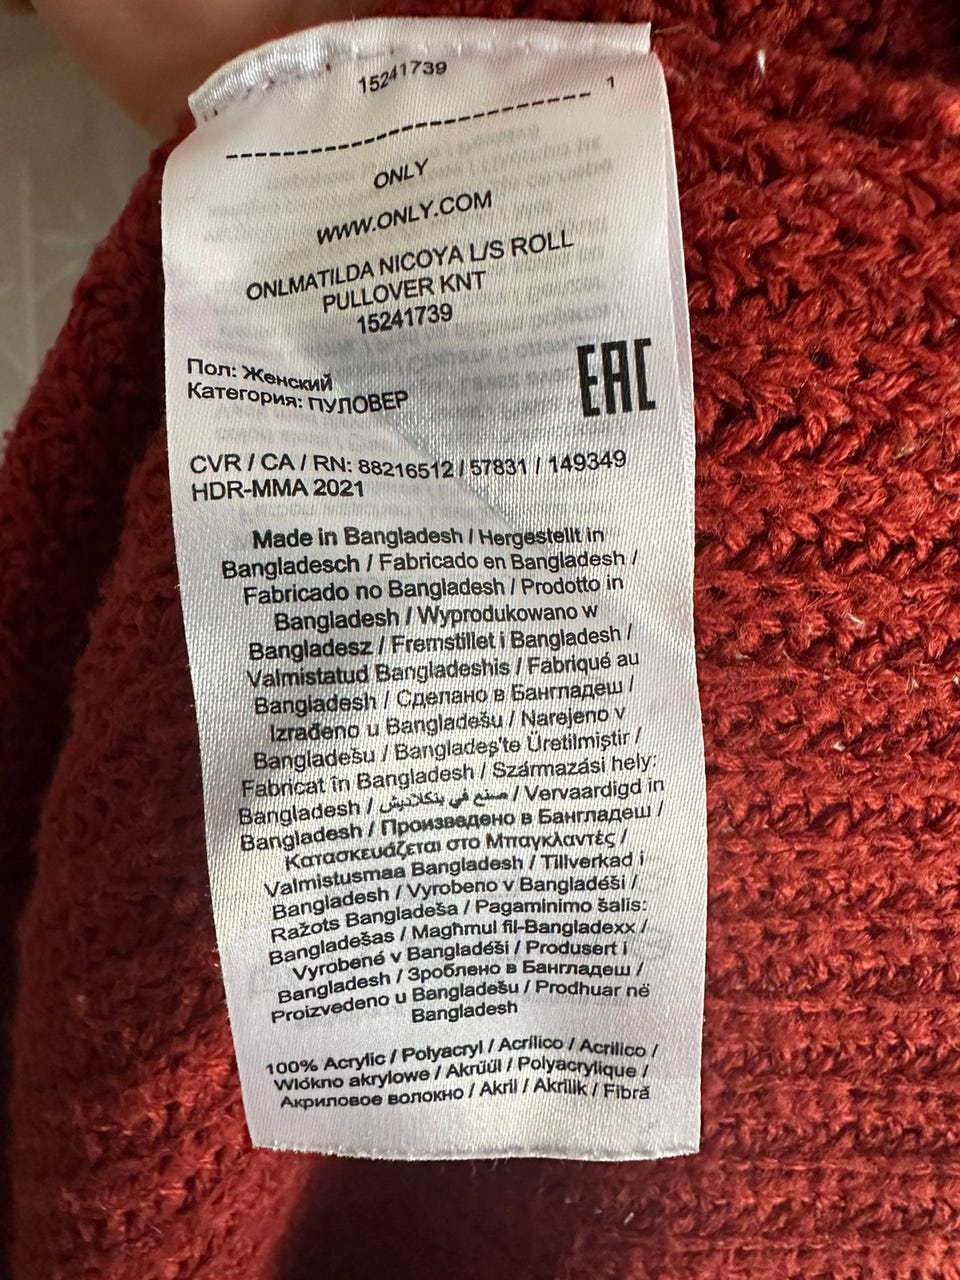 15241739
1
ONLY
WWW.ONLY.COM
ONLMATILDA NICOYA L/S ROLL
PULLOVER KNT
15241739
Пол: Женский
Категория: ПУЛОВЕР
EAC
CVR / CA / RN: 88216512 / 57831 / 149349
HDR-MMA 2021
Made in Bangladesh / Hergestellt in
Bangladesch / Fabricado en Bangladesh /
Fabricado no Bangladesh / Prodotto in
Bangladesh / Wyprodukowano w
Bangladesz / Fremstillet i Bangladesh /
Valmistatud Bangladeshis / Fabriqué au
Bangladesh / Сделано в Бангладеш /
Izrađeno u Bangladešu / Narejeno v
Bangladešu / Bangladeş'te Üretilmiştir /
Fabricat în Bangladesh / Származási hely:
Bangladesh / صنع في بنكلاديش / Vervaardigd in
Bangladesh / Произведено в Бангладеш /
Κατασκευάζεται στο Μπαγκλαντές /
Valmistusmaa Bangladesh / Tillverkad i
Bangladesh / Vyrobeno v Bangladéši /
Ražots Bangladeša / Pagaminimo šalis:
Bangladešas / Magħmul fil-Bangladexx /
Vyrobené v Bangladéši / Produsert i
Bangladesh / Зроблено в Бангладеш /
Proizvedeno u Bangladešu / Prodhuar në
Bangladesh
100% Acrylic / Polyacryl / Acrílico / Acrilico /
Włókno akrylowe / Akrüül / Polyacrylique /
Акриловое волокно / Akril / Akrilik / Fibră